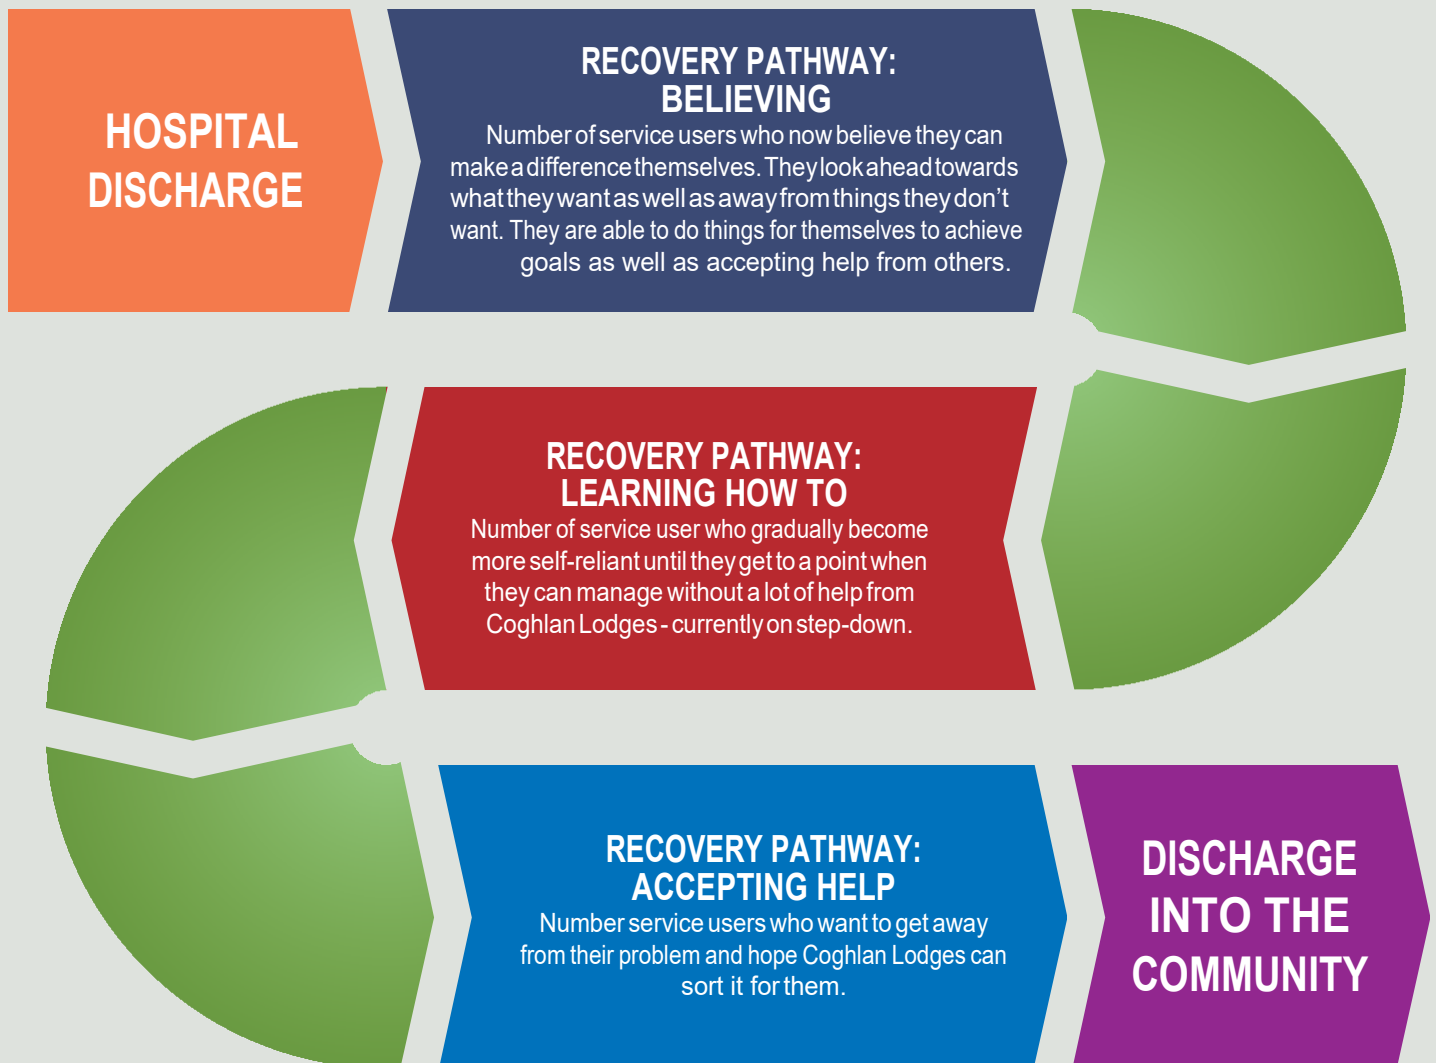 HOSPITAL
DISCHARGE
RECOVERY PATHWAY:
BELIEVING
Number of service users who now believe they can
make a difference themselves. They look ahead towards
what they want as well as away from things they don’t
want. They are able to do things for themselves to achieve
goals as well as accepting help from others.
RECOVERY PATHWAY:
LEARNING HOW TO
Number of service user who gradually become
more self-reliant until they get to a point when
they can manage without a lot of help from
Coghlan Lodges - currently on step-down.
RECOVERY PATHWAY:
ACCEPTING HELP
Number service users who want to get away
from their problem and hope Coghlan Lodges can
sort it for them.
DISCHARGE
INTO THE
COMMUNITY